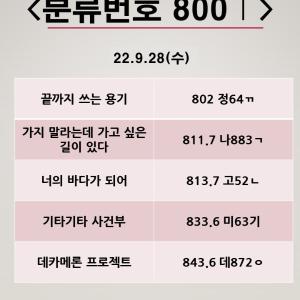 <분류번호 800ㅣ>
22.9.28(수)
끝까지 쓰는 용기
802 정64ㄲ
가지 말라는데 가고 싶은
길이 있다
811.7 나883ㄱ
너의 바다가 되어
813.7 고52ㄴ
기타기타 사건부
833.6 미63기
데카메론 프로젝트
843.6 데872ㅇ